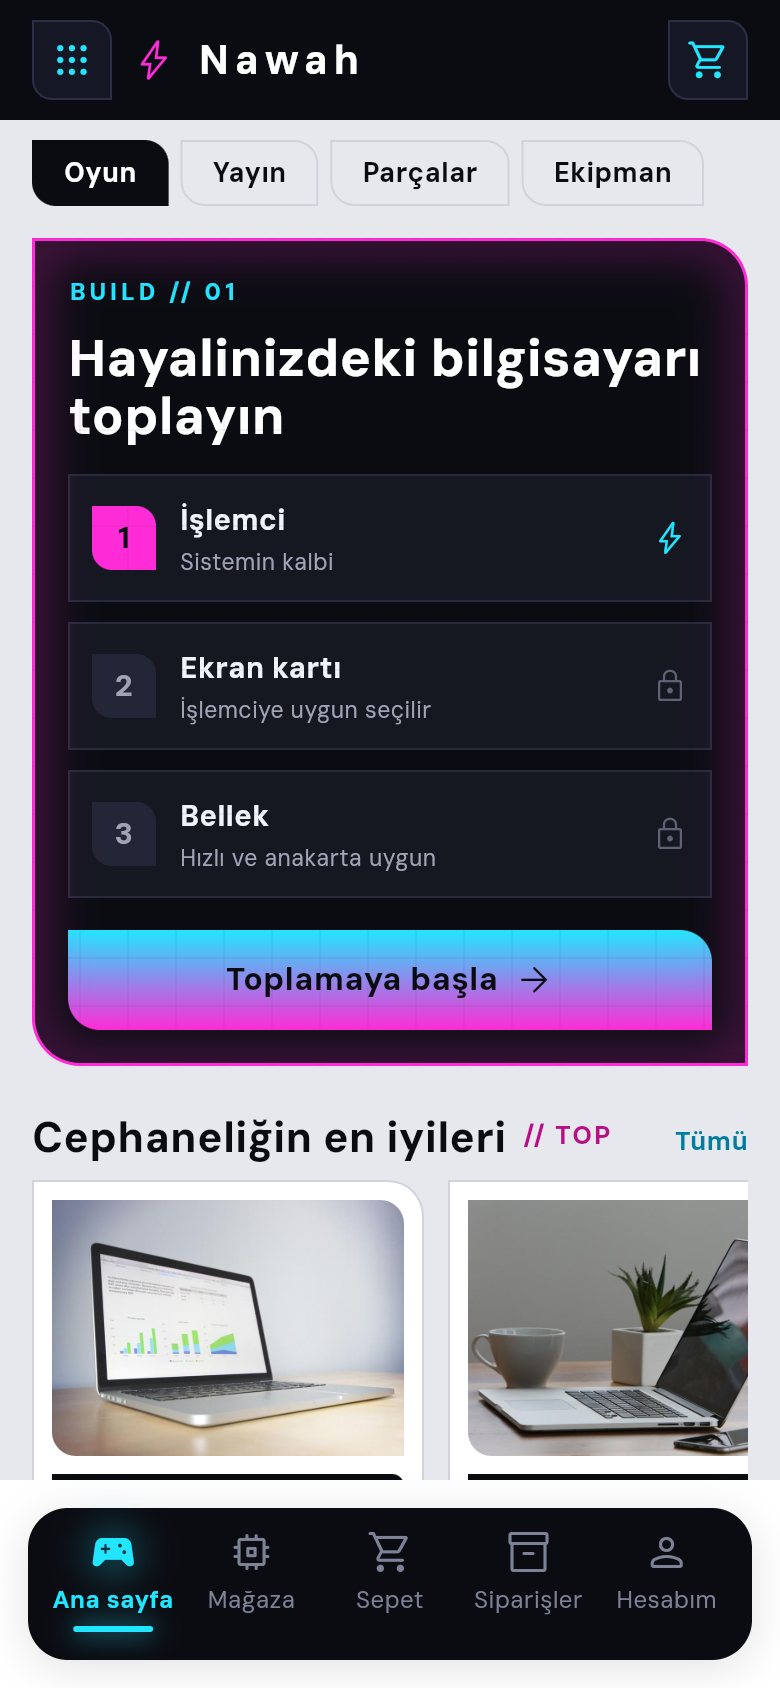 Nawah
Oyun
Yayın
Parçalar
Ekipman
BUILD // 01
Hayalinizdeki bilgisayarı
toplayın
1
İşlemci
Sistemin kalbi
2
Ekran kartı
İşlemciye uygun seçilir
3
Bellek
Hızlı ve anakarta uygun
Toplamaya başla
Cephaneliğin en iyileri // TOP
Tümü
Ana sayfa
Mağaza
Sepet
Siparişler
Hesabım